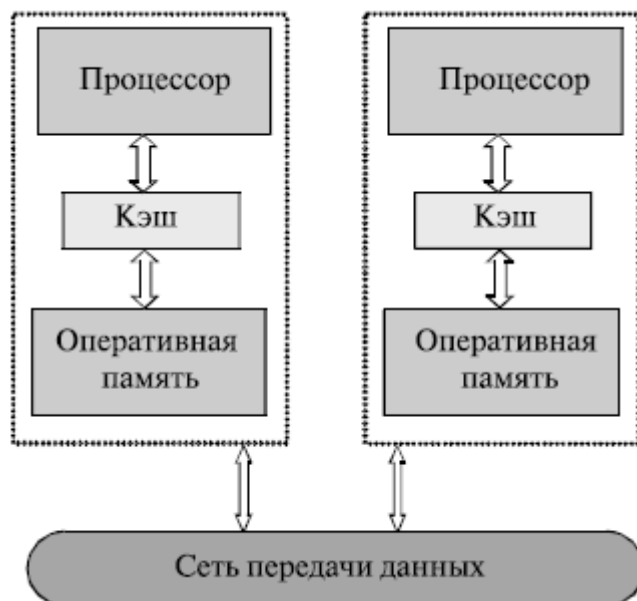 Процессор
Кэш
Оперативная
память
Процессор
Кэш
Оперативная
память
Сеть передачи данных